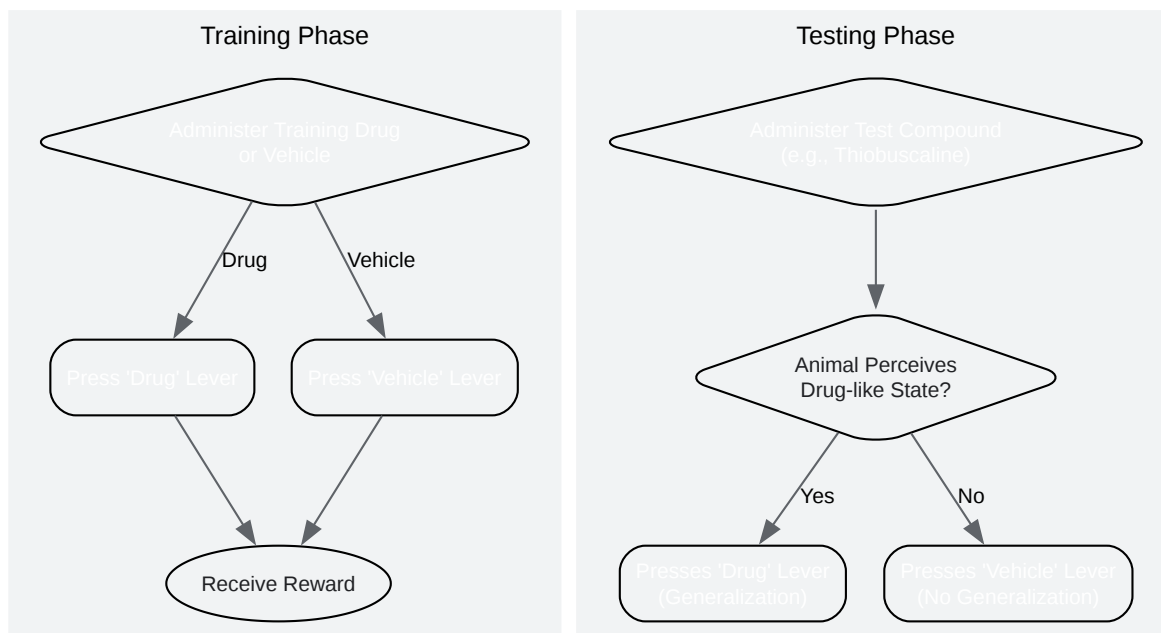 Training Phase
Administer Training Drug
or Vehicle
Drug
Vehicle
Press 'Drug' Lever
Press 'Vehicle' Lever
Receive Reward
Testing Phase
Administer Test Compound
(e.g., Thiobuscaline)
Animal Perceives
Drug-like State?
Yes
No
Presses 'Drug' Lever
(Generalization)
Presses 'Vehicle' Lever
(No Generalization)